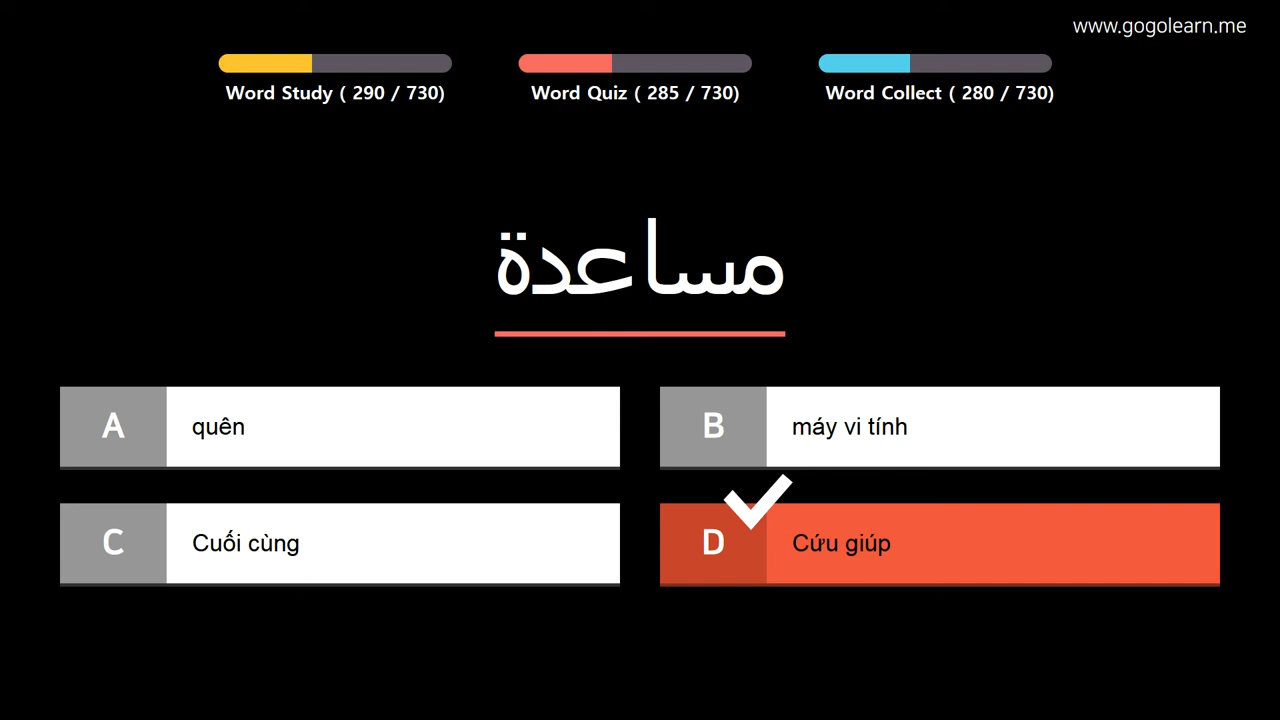 www.gogolearn.me
Word Study ( 290 / 730)
Word Quiz ( 285 / 730)
Word Collect ( 280 / 730)
مساعدة
A quên
B máy vi tính
C Cuối cùng
D Cứu giúp